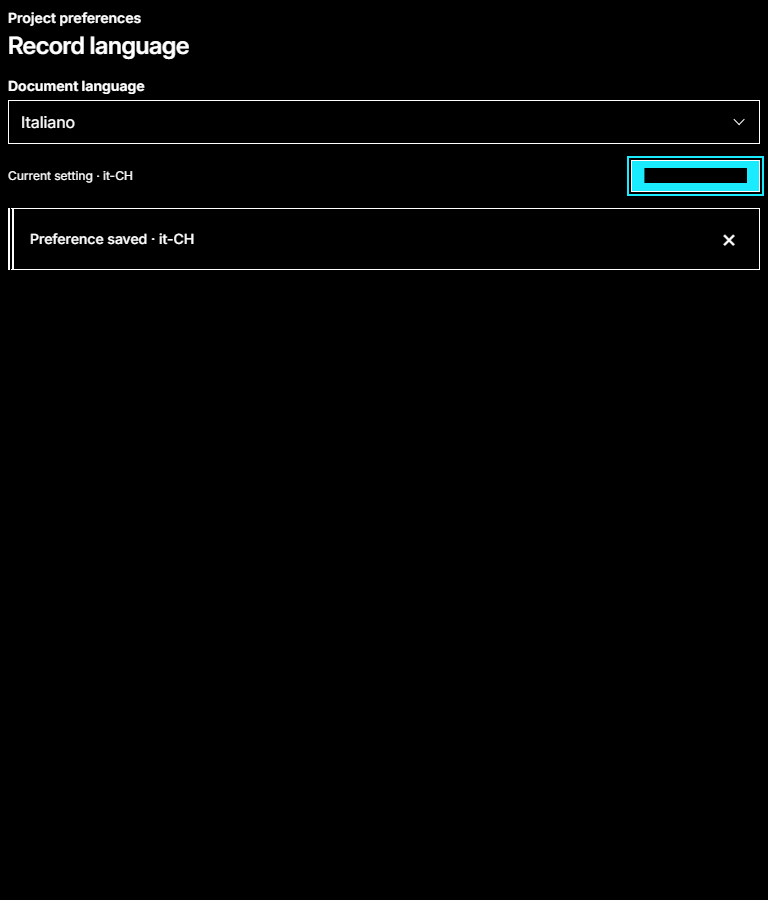 Project preferences
Record language
Document language
Italiano
Current setting · it-CH
Preference saved · it-CH